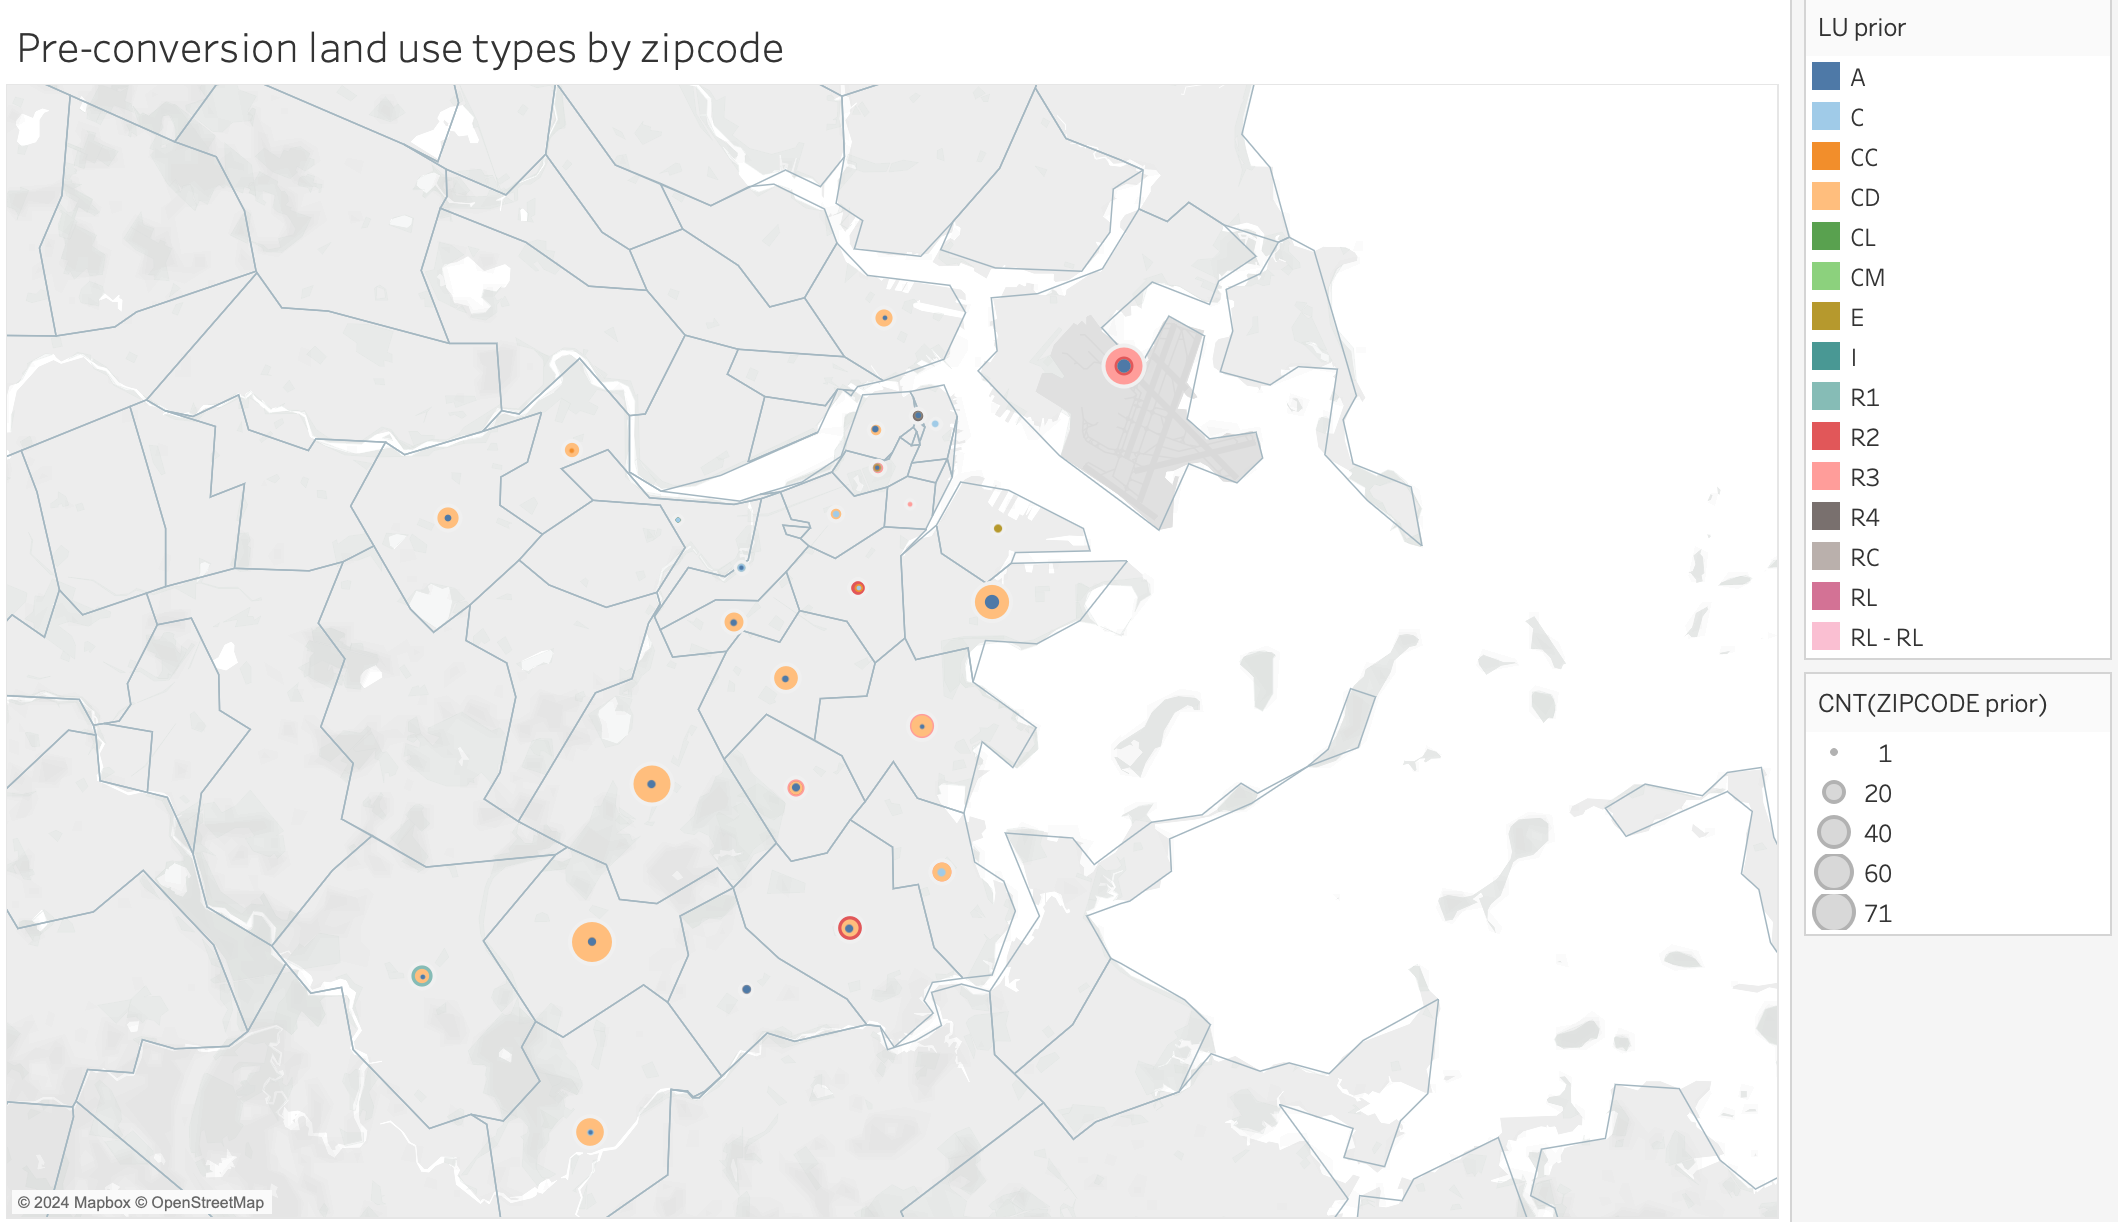 Pre-conversion land use types by zipcode
LU prior
A
C
CC
CD
CL
CM
E
I
R1
R2
R3
R4
RC
RL
RL - RL
CNT(ZIPCODE prior)
1
20
40
60
71
© 2024 Mapbox © OpenStreetMap